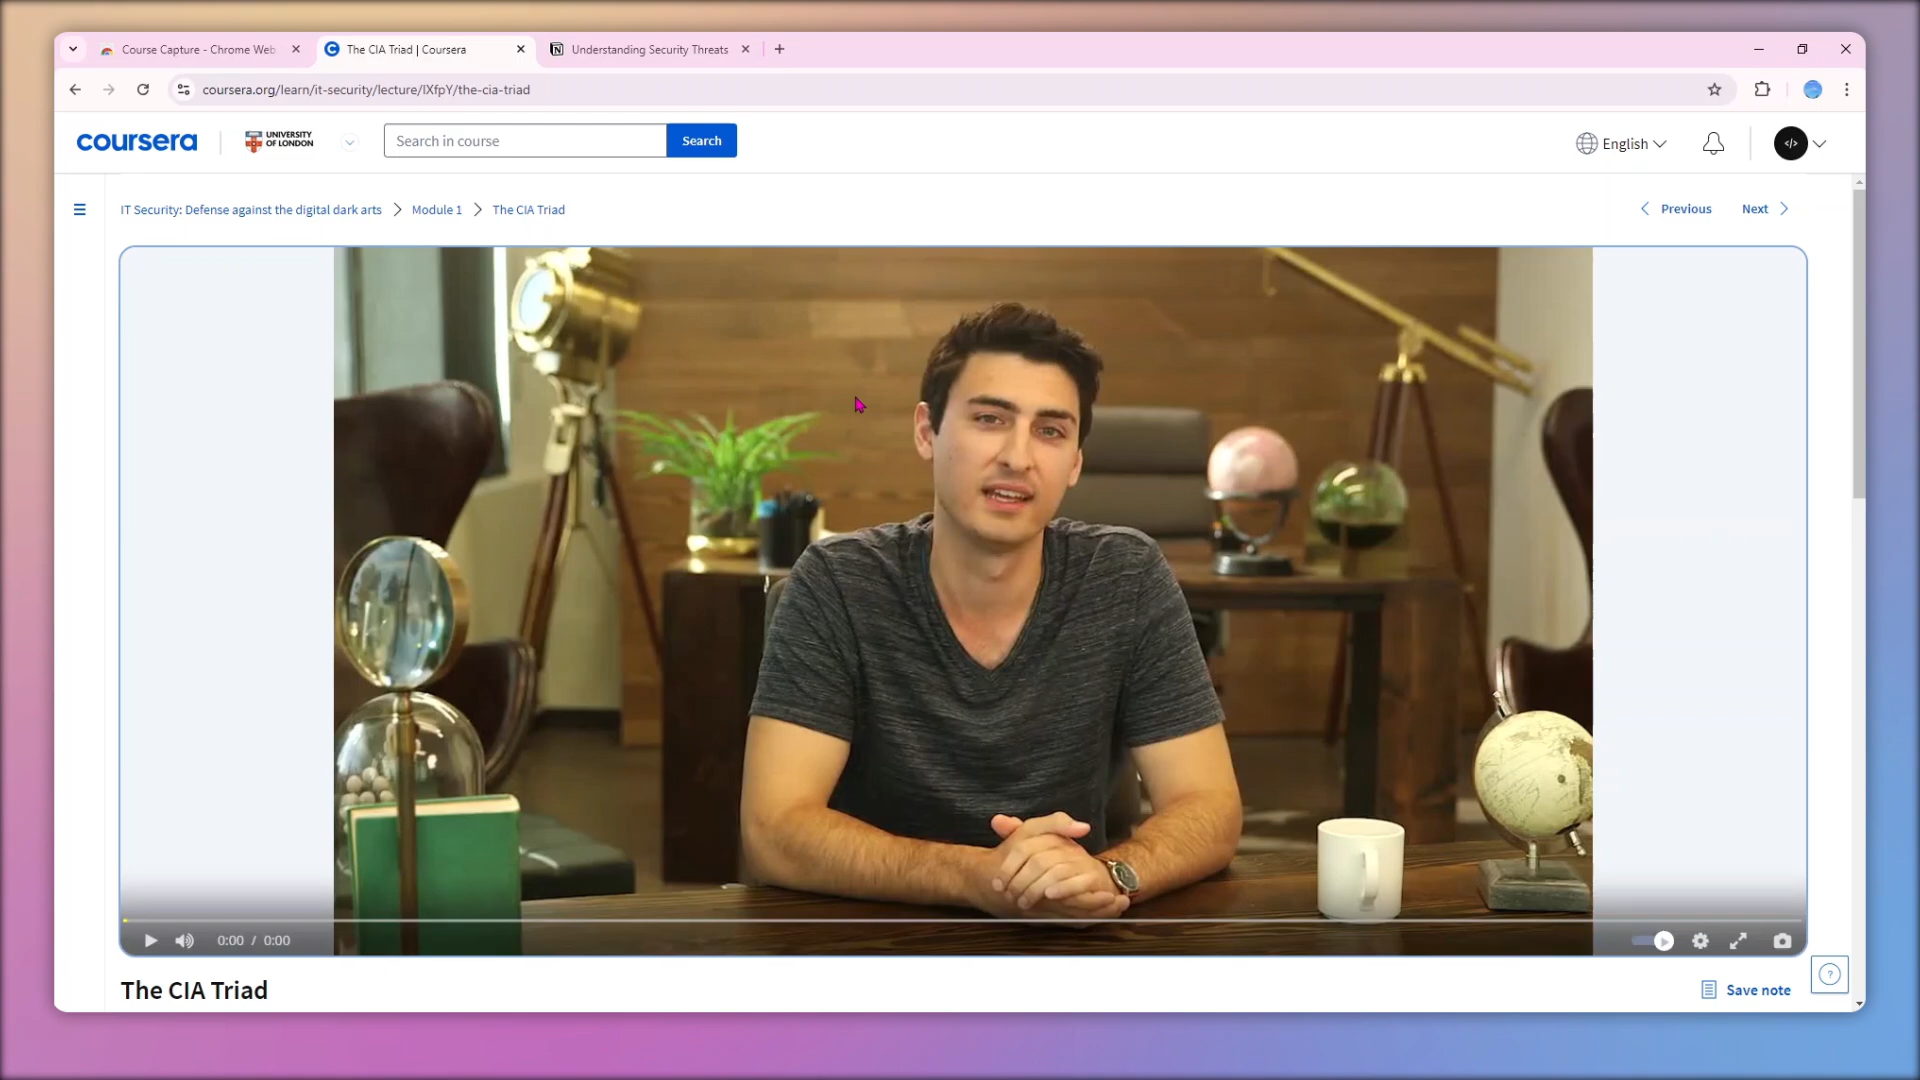 Course Capture - Chrome Web
The CIA Triad | Coursera
Understanding Security Threats
coursera.org/learn/it-security/lecture/IXfpY/the-cia-triad
coursera
UNIVERSITY
OF LONDON
Search in course
Search
English
</>
IT Security: Defense against the digital dark arts
Module 1
The CIA Triad
Previous
Next
0:00 / 0:00
The CIA Triad
Save note
?